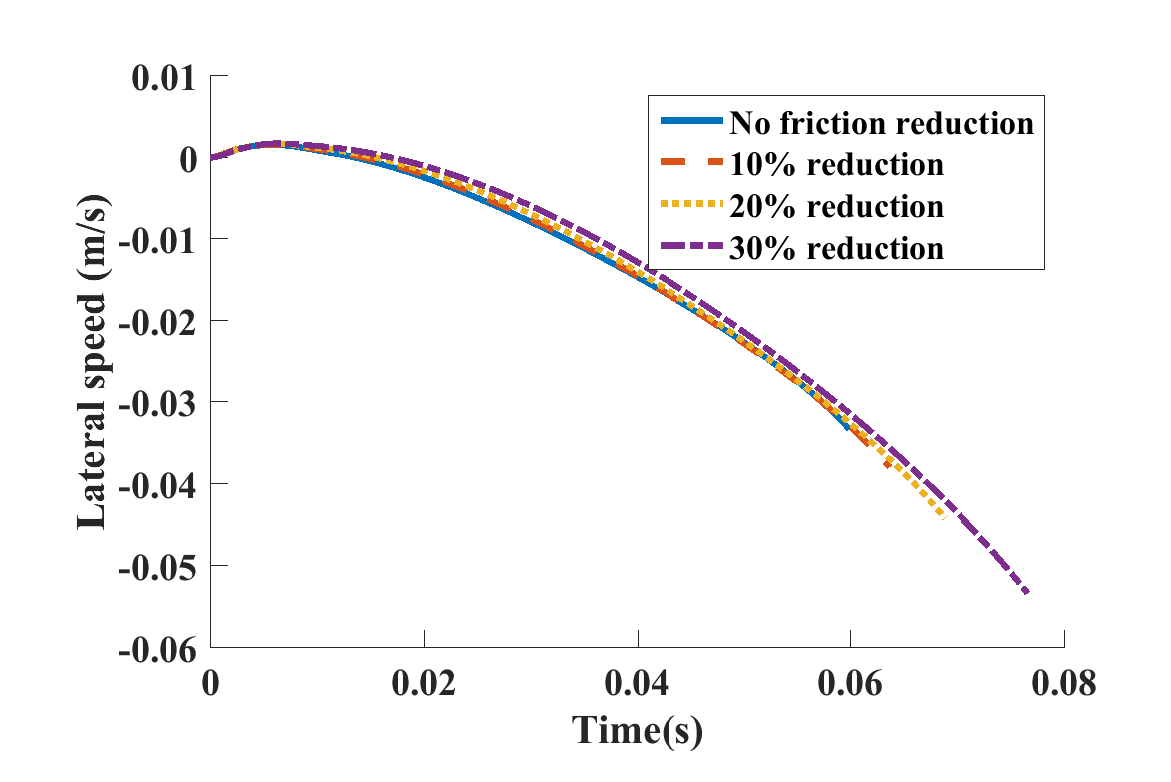 0.01
0
-0.01
-0.02
-0.03
-0.04
-0.05
-0.06
Lateral speed (m/s)
No friction reduction
10% reduction
20% reduction
30% reduction
0
0.02
0.04
0.06
0.08
Time(s)